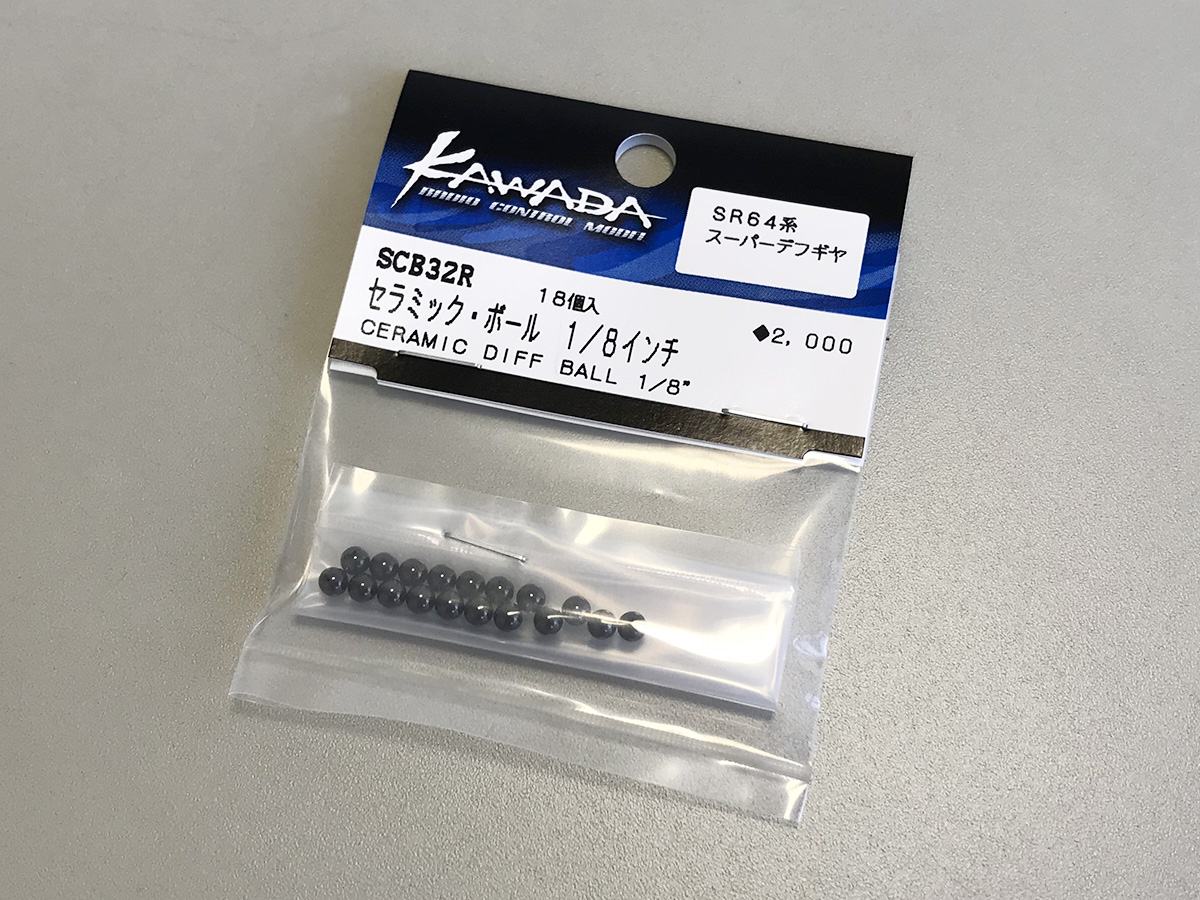 KAWADA
RADIO CONTROL MODEL
SR64系
スーパーデフギヤ
SCB32R
18個入
セラミック・ボール 1/8インチ
◆2,000
CERAMIC DIFF BALL 1/8"